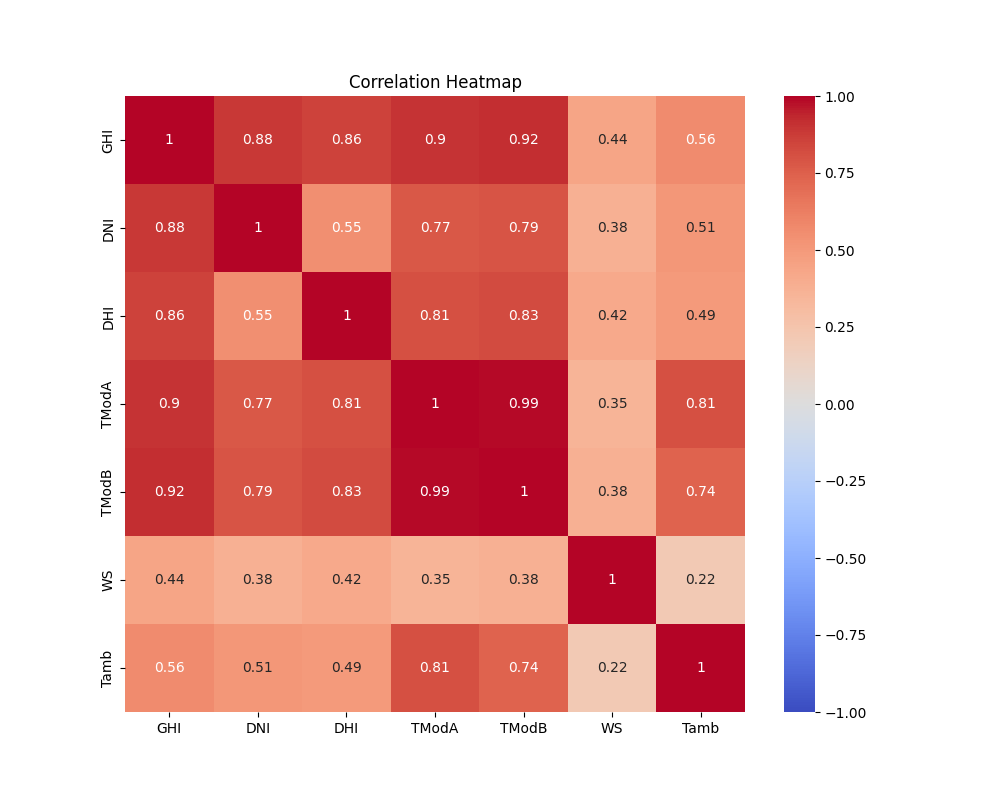 Correlation Heatmap
GHI 1 0.88 0.86 0.9 0.92 0.44 0.56
DNI 0.88 1 0.55 0.77 0.79 0.38 0.51
DHI 0.86 0.55 1 0.81 0.83 0.42 0.49
TModA 0.9 0.77 0.81 1 0.99 0.35 0.81
TModB 0.92 0.79 0.83 0.99 1 0.38 0.74
WS 0.44 0.38 0.42 0.35 0.38 1 0.22
Tamb 0.56 0.51 0.49 0.81 0.74 0.22 1
GHI DNI DHI TModA TModB WS Tamb
1.00
0.75
0.50
0.25
0.00
−0.25
−0.50
−0.75
−1.00